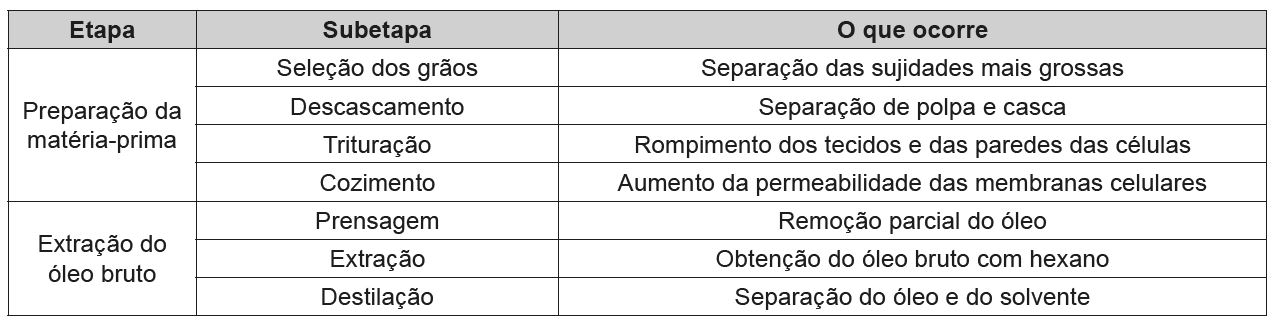 Etapa Subetapa O que ocorre
Preparação da matéria-prima
Seleção dos grãos Separação das sujidades mais grossas
Descascamento Separação de polpa e casca
Trituração Rompimento dos tecidos e das paredes das células
Cozimento Aumento da permeabilidade das membranas celulares
Extração do óleo bruto
Prensagem Remoção parcial do óleo
Extração Obtenção do óleo bruto com hexano
Destilação Separação do óleo e do solvente